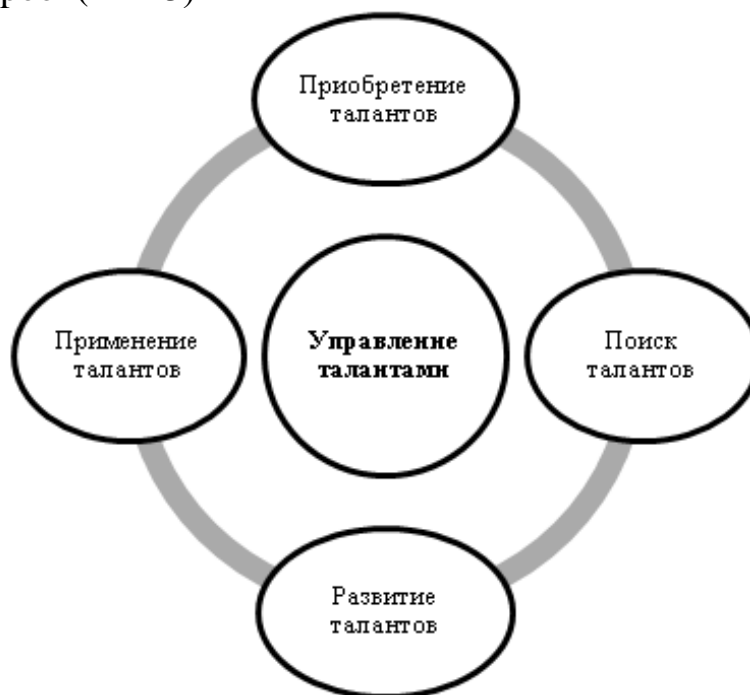 Приобретение
талантов
Применение
талантов
Управление
талантами
Поиск
талантов
Развитие
талантов